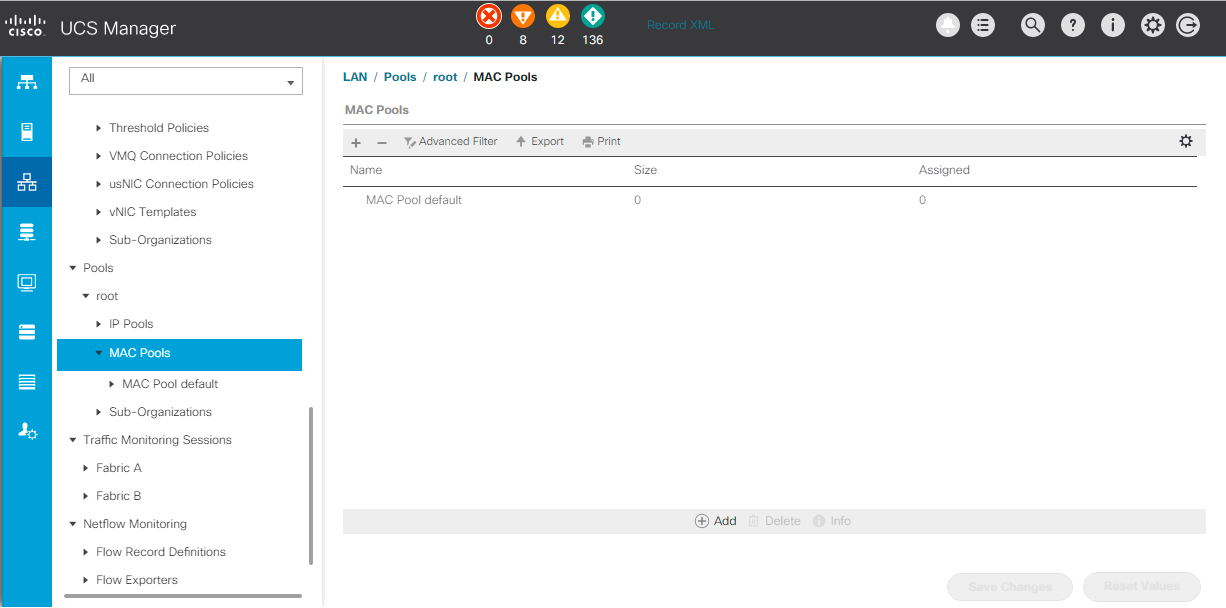 CISCO
UCS Manager
0
8
12
136
Record XML
All
Threshold Policies
VMQ Connection Policies
usNIC Connection Policies
vNIC Templates
Sub-Organizations
Pools
root
IP Pools
MAC Pools
MAC Pool default
Sub-Organizations
Traffic Monitoring Sessions
Fabric A
Fabric B
Netflow Monitoring
Flow Record Definitions
Flow Exporters
LAN / Pools / root / MAC Pools
MAC Pools
+ − Advanced Filter Export Print
Name Size Assigned
MAC Pool default 0 0
Add Delete Info
Save Changes Reset Values